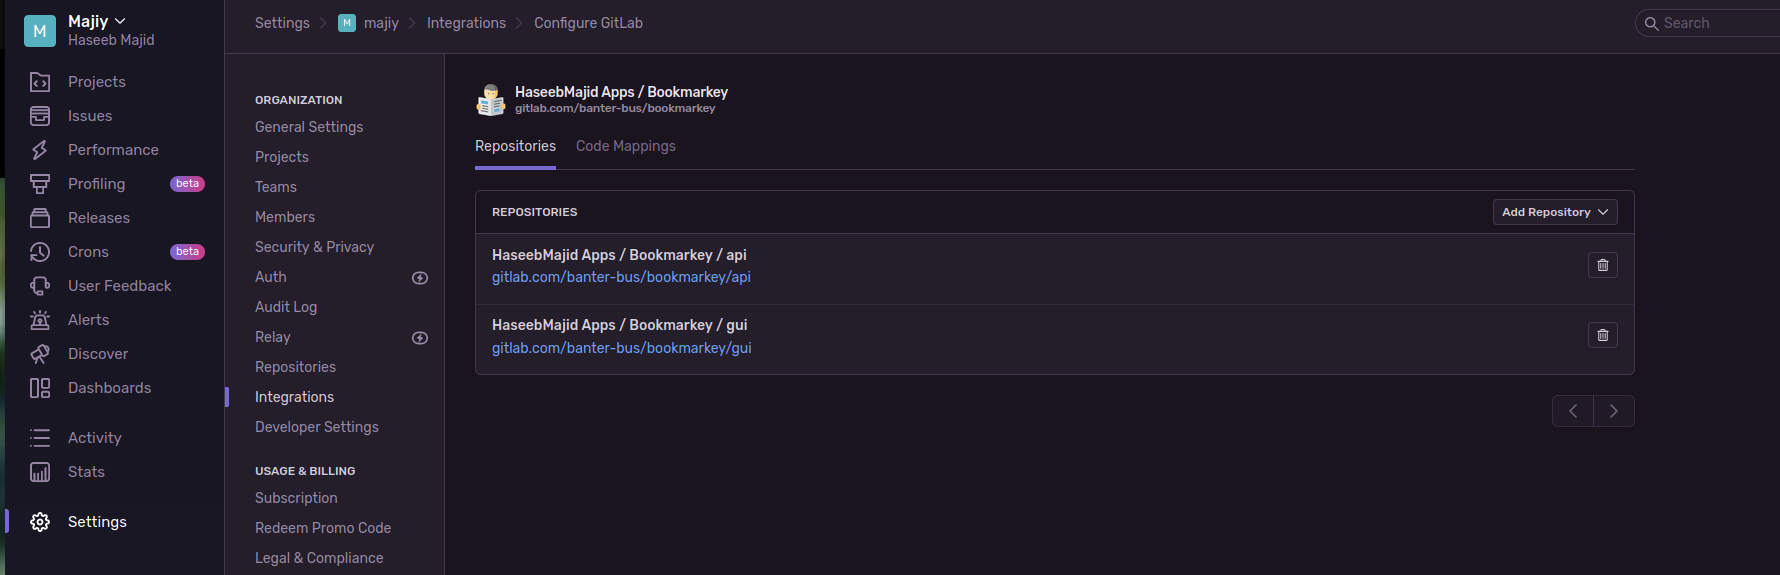 M
Majiy
Haseeb Majid
Projects
Issues
Performance
Profiling beta
Releases
Crons beta
User Feedback
Alerts
Discover
Dashboards
Activity
Stats
Settings
Settings M majiy Integrations Configure GitLab
Search
ORGANIZATION
General Settings
Projects
Teams
Members
Security & Privacy
Auth
Audit Log
Relay
Repositories
Integrations
Developer Settings
USAGE & BILLING
Subscription
Redeem Promo Code
Legal & Compliance
HaseebMajid Apps / Bookmarkey
gitlab.com/banter-bus/bookmarkey
Repositories Code Mappings
REPOSITORIES Add Repository
HaseebMajid Apps / Bookmarkey / api
gitlab.com/banter-bus/bookmarkey/api
HaseebMajid Apps / Bookmarkey / gui
gitlab.com/banter-bus/bookmarkey/gui